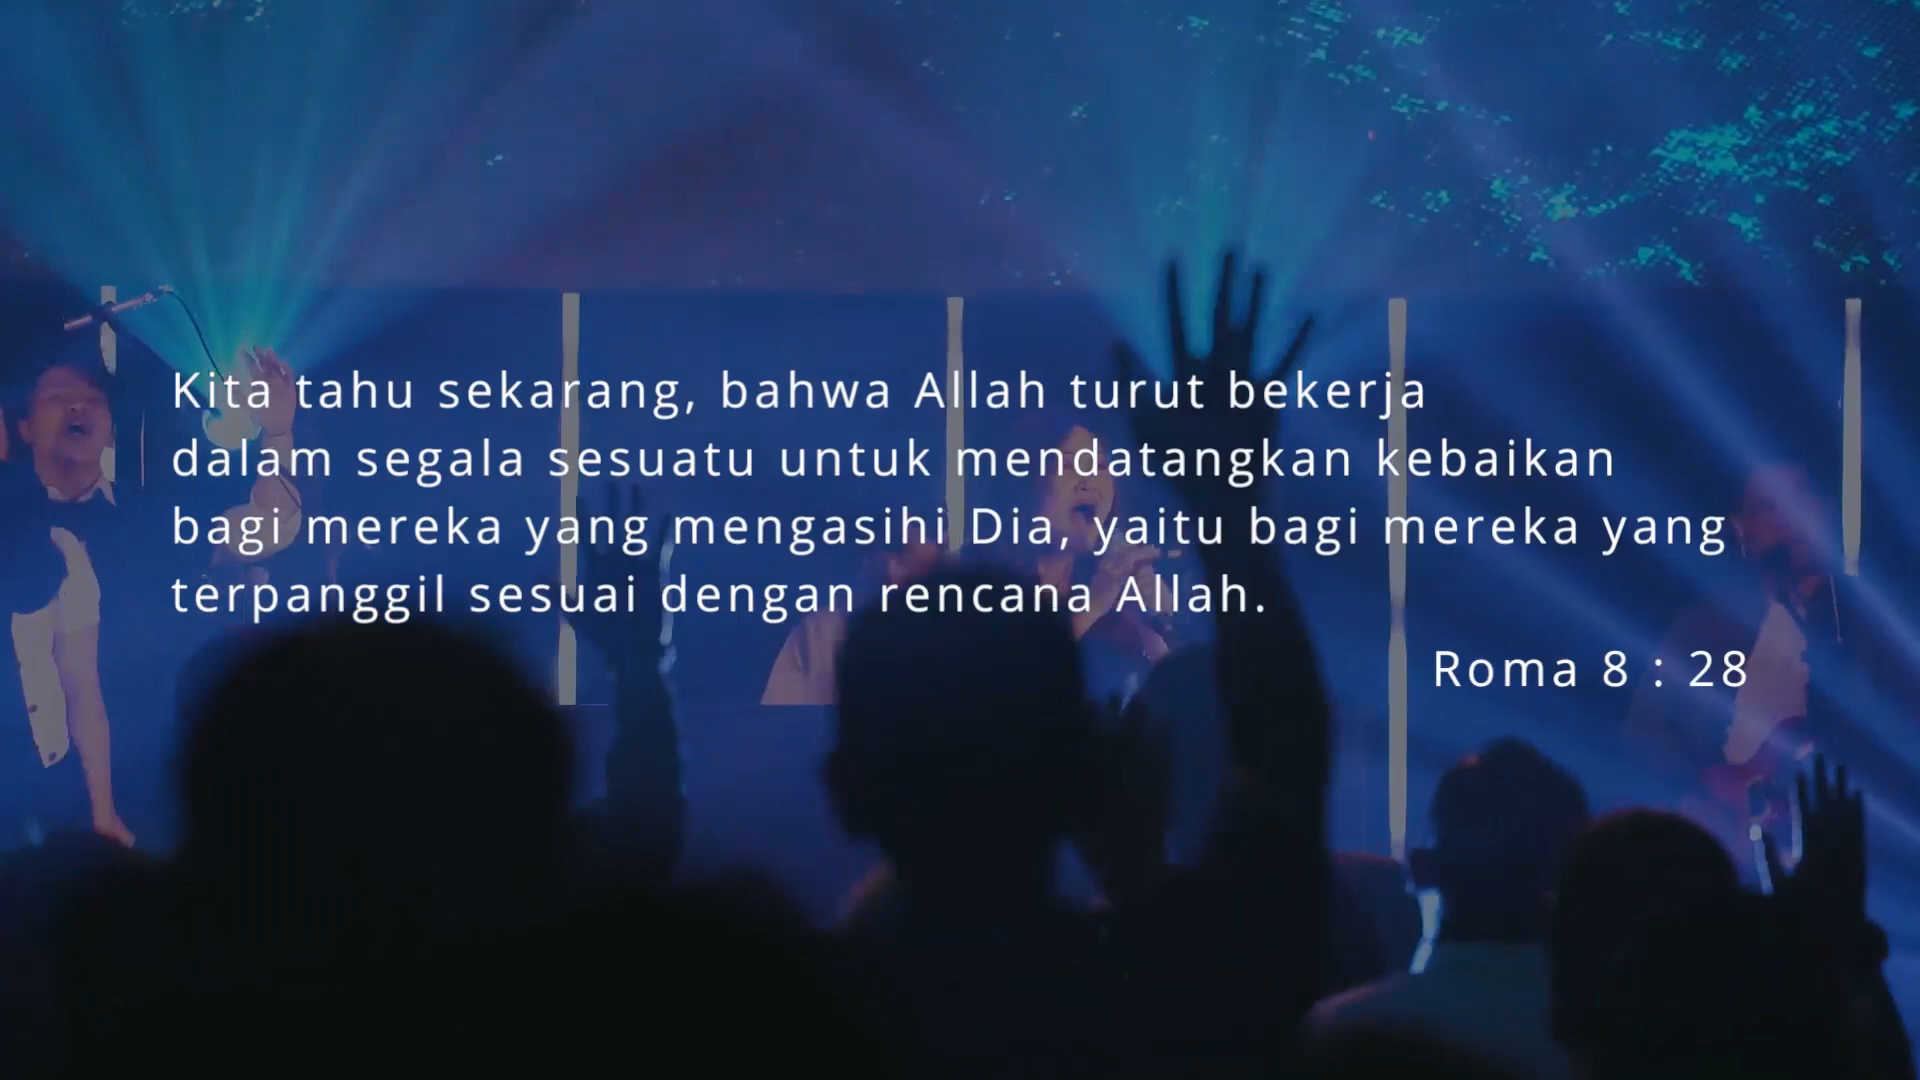 Kita tahu sekarang, bahwa Allah turut bekerja
dalam segala sesuatu untuk mendatangkan kebaikan
bagi mereka yang mengasihi Dia, yaitu bagi mereka yang
terpanggil sesuai dengan rencana Allah.
Roma 8 : 28